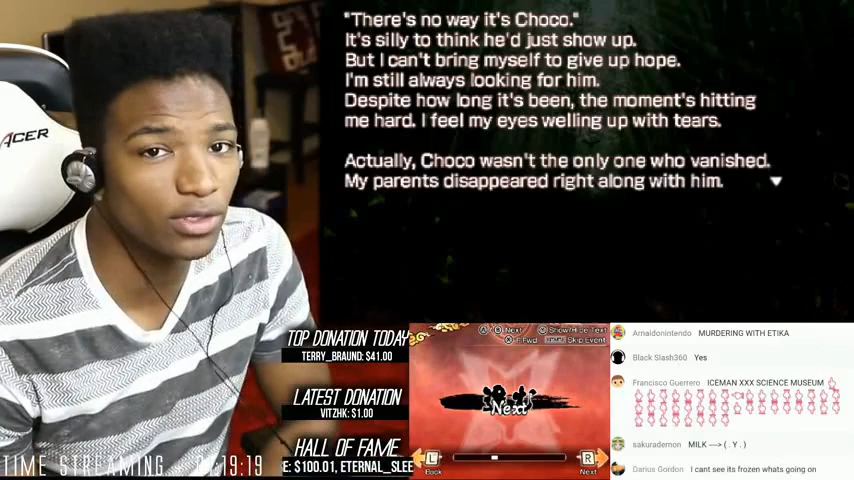 "There's no way it's Choco."
It's silly to think he'd just show up.
But I can't bring myself to give up hope.
I'm still always looking for him.
Despite how long it's been, the moment's hitting
me hard. I feel my eyes welling up with tears.
Actually, Choco wasn't the only one who vanished.
My parents disappeared right along with him.
ACER
TOP DONATION TODAY
TERRY_BRAUND: $41.00
LATEST DONATION
VITZHK: $1.00
HALL OF FAME
E: $100.01, ETERNAL_SLEE
TIME STREAMING
19:19
Next
Show/Hide Text
F.Fwd
Skip Event
Next
L
Back
R
Next
Arnaldonintendo MURDERING WITH ETIKA
Black Slash360 Yes
Francisco Guerrero ICEMAN XXX SCIENCE MUSEUM
sakurademon MILK ---> ( . Y . )
Darius Gordon I cant see its frozen whats going on